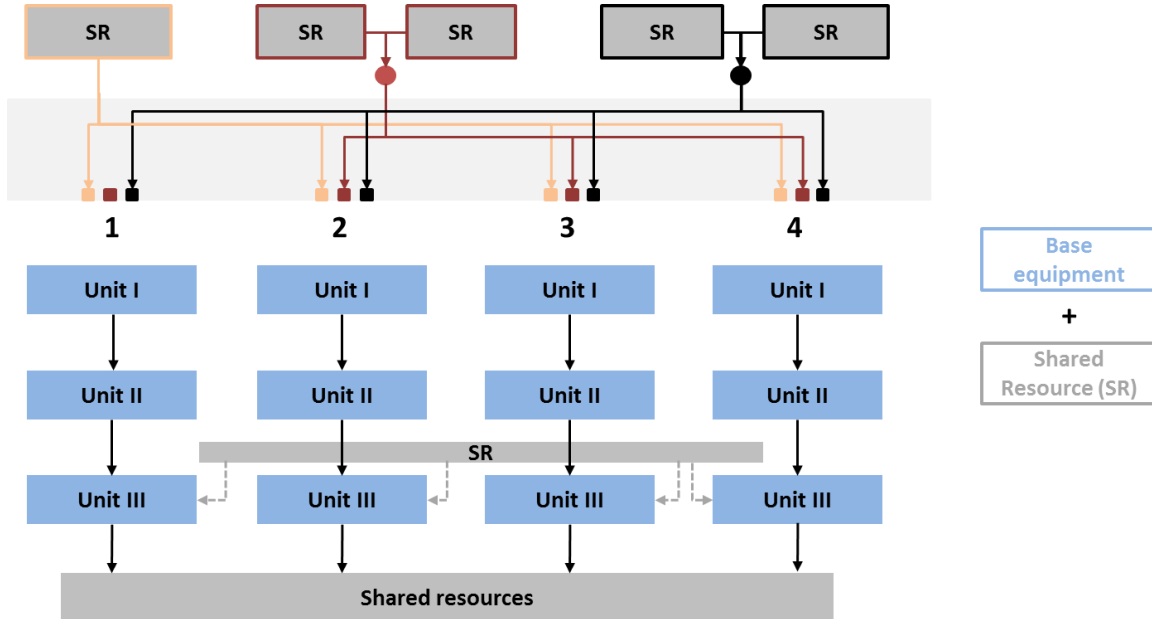 SR
SR
SR
SR
SR
1
2
3
4
Unit I
Unit I
Unit I
Unit I
Unit II
Unit II
Unit II
Unit II
SR
Unit III
Unit III
Unit III
Unit III
Shared resources
Base
equipment
+
Shared
Resource (SR)